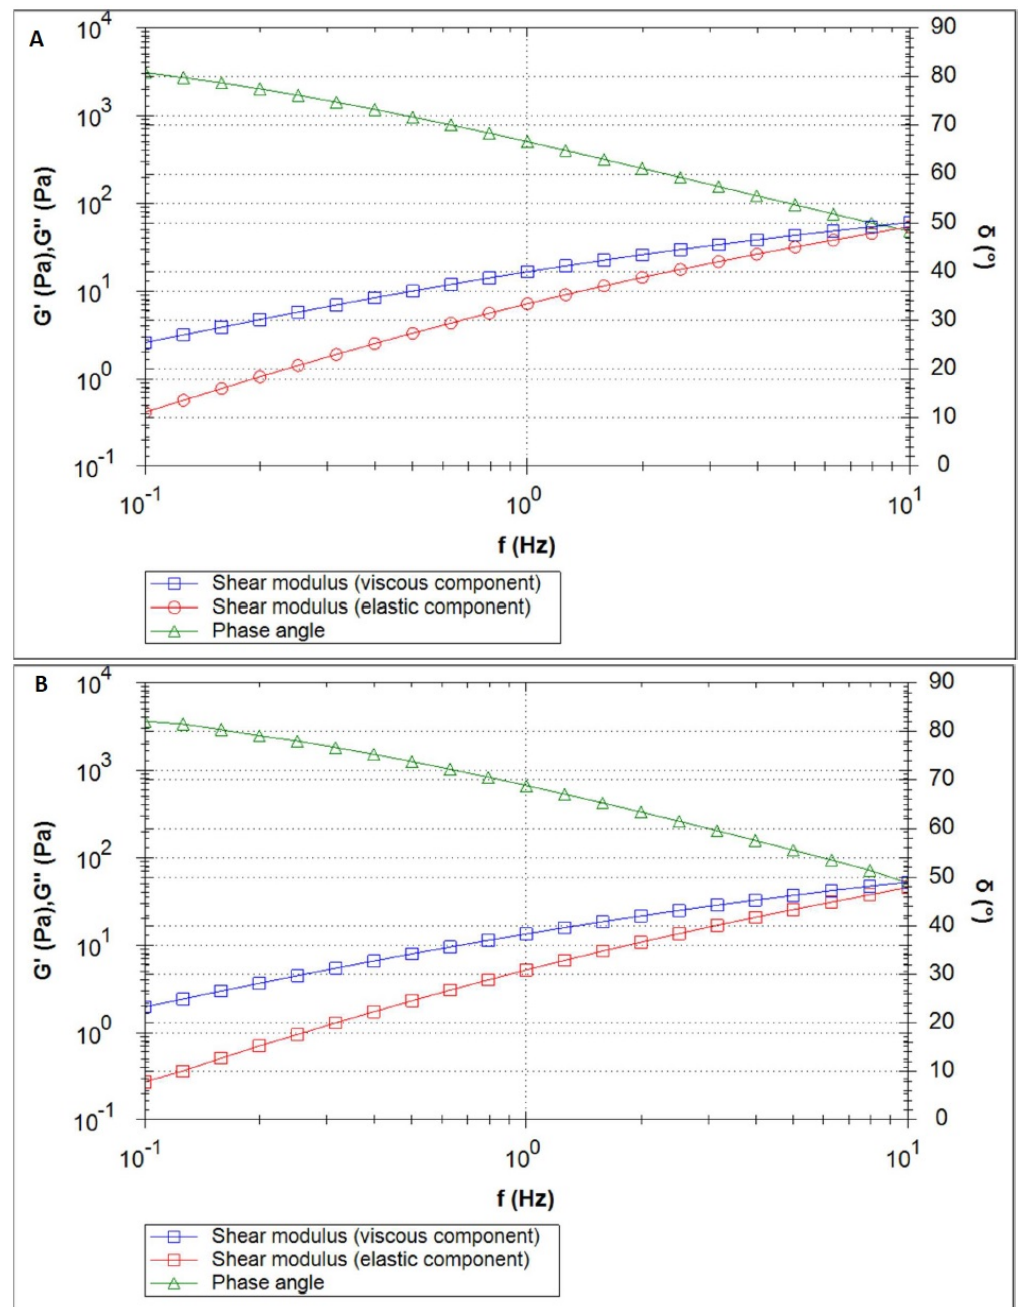 A
10^4
10^3
10^2
10^1
10^0
10^-1
G' (Pa),G'' (Pa)
90
80
70
60
50
40
30
20
10
0
δ (°)
10^-1
10^0
10^1
f (Hz)
Shear modulus (viscous component)
Shear modulus (elastic component)
Phase angle
B
10^4
10^3
10^2
10^1
10^0
10^-1
G' (Pa),G'' (Pa)
90
80
70
60
50
40
30
20
10
0
δ (°)
10^-1
10^0
10^1
f (Hz)
Shear modulus (viscous component)
Shear modulus (elastic component)
Phase angle